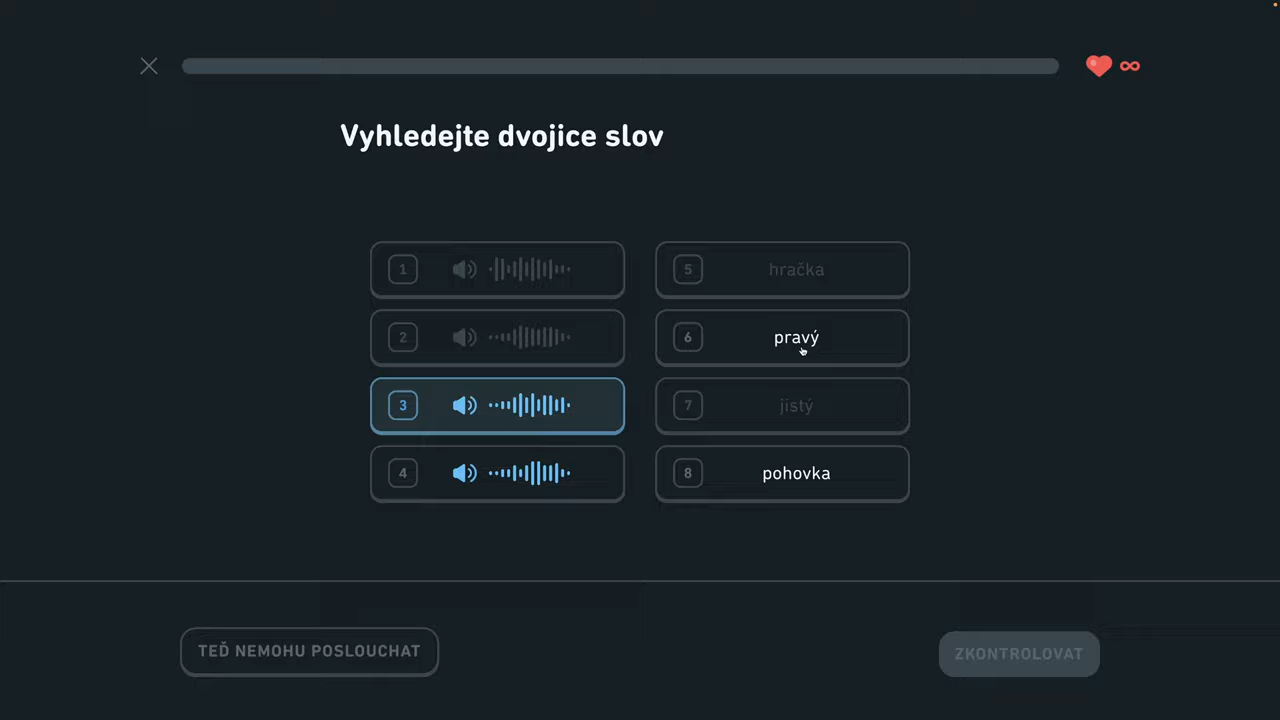 Vyhledejte dvojice slov
1
5 hračka
2
6 pravý
3
7 jistý
4
8 pohovka
TEĎ NEMOHU POSLOUCHAT
ZKONTROLOVAT